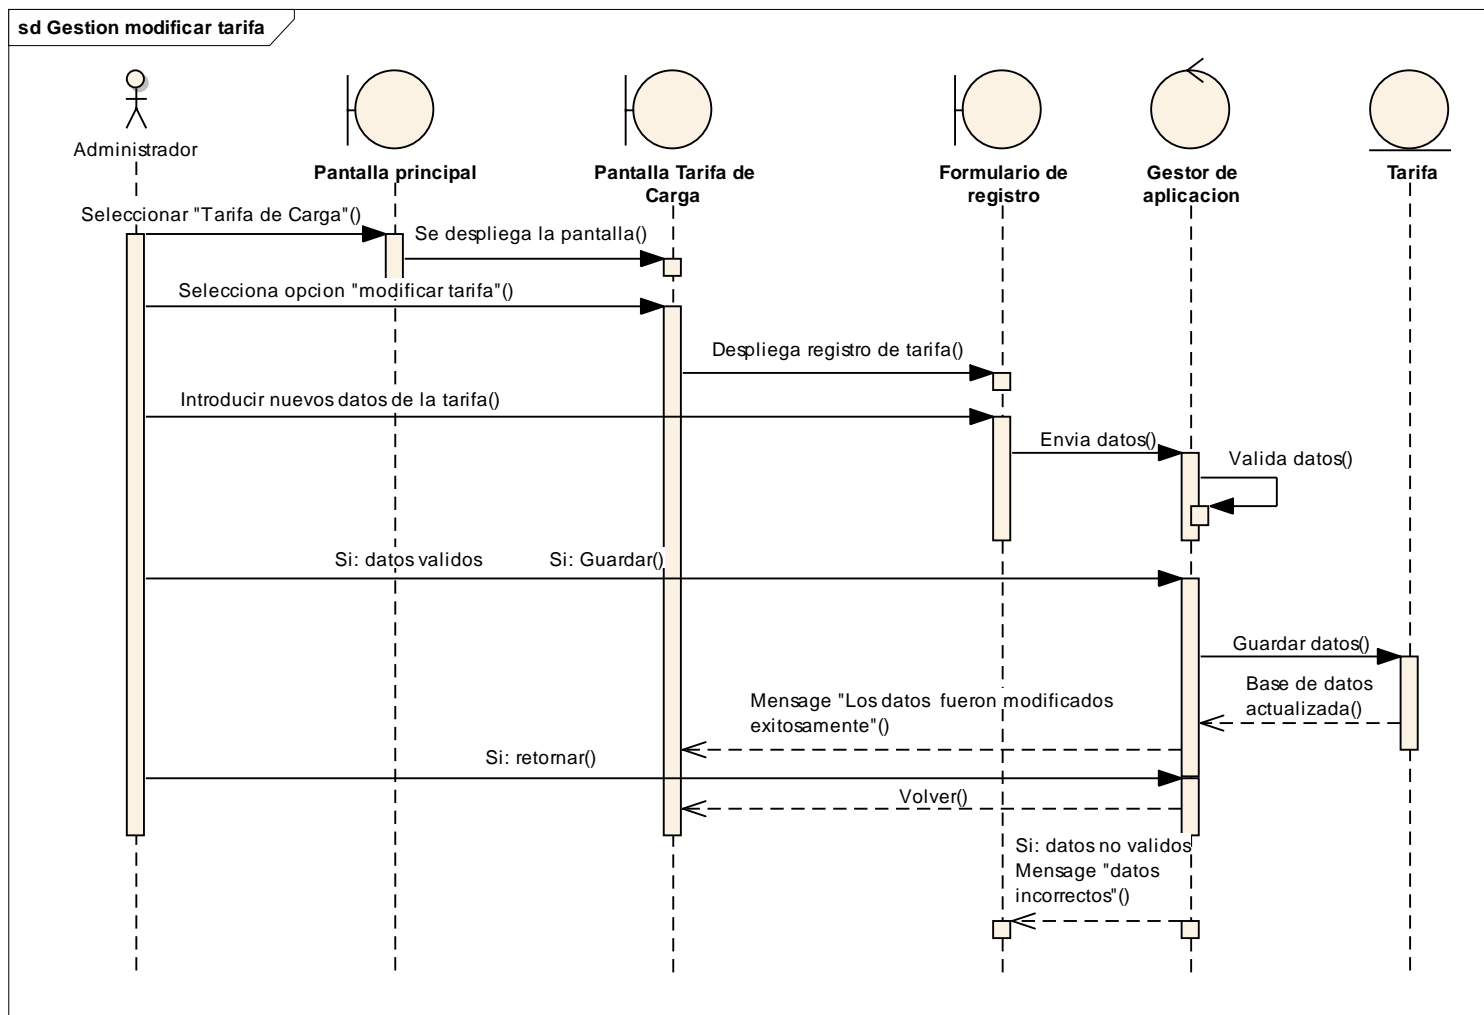 sd Gestion modificar tarifa
Administrador
Pantalla principal
Pantalla Tarifa de
Carga
Formulario de
registro
Gestor de
aplicacion
Tarifa
Seleccionar "Tarifa de Carga"()
Se despliega la pantalla()
Selecciona opcion "modificar tarifa"()
Despliega registro de tarifa()
Introducir nuevos datos de la tarifa()
Envia datos()
Valida datos()
Si: datos validos
Si: Guardar()
Guardar datos()
Base de datos
actualizada()
Mensage "Los datos fueron modificados
exitosamente"()
Si: retornar()
Volver()
Si: datos no validos
Mensage "datos
incorrectos"()